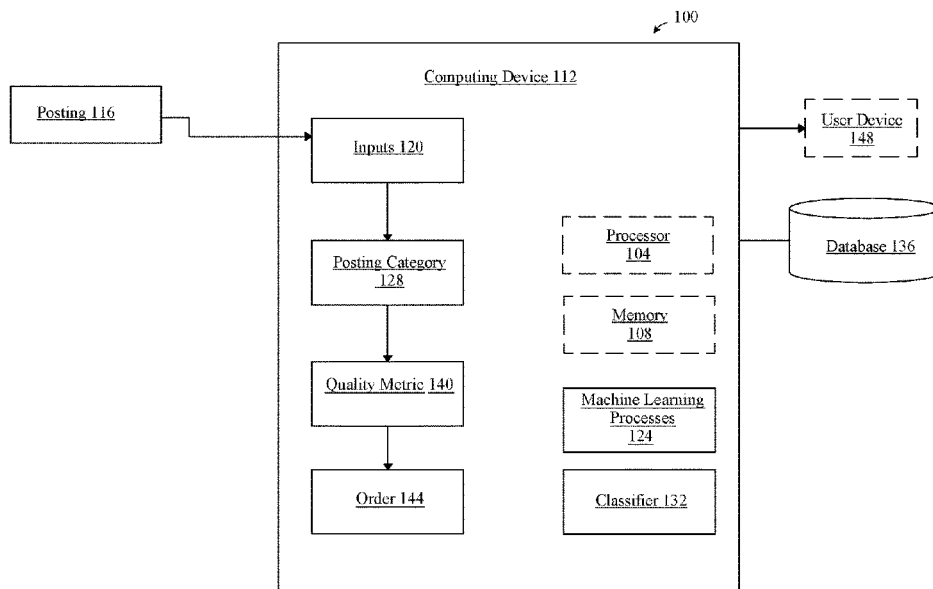 100
Computing Device 112
Posting 116
Inputs 120
User Device
148
Posting Category
128
Processor
104
Database 136
Memory
108
Quality Metric 140
Machine Learning
Processes
124
Order 144
Classifier 132